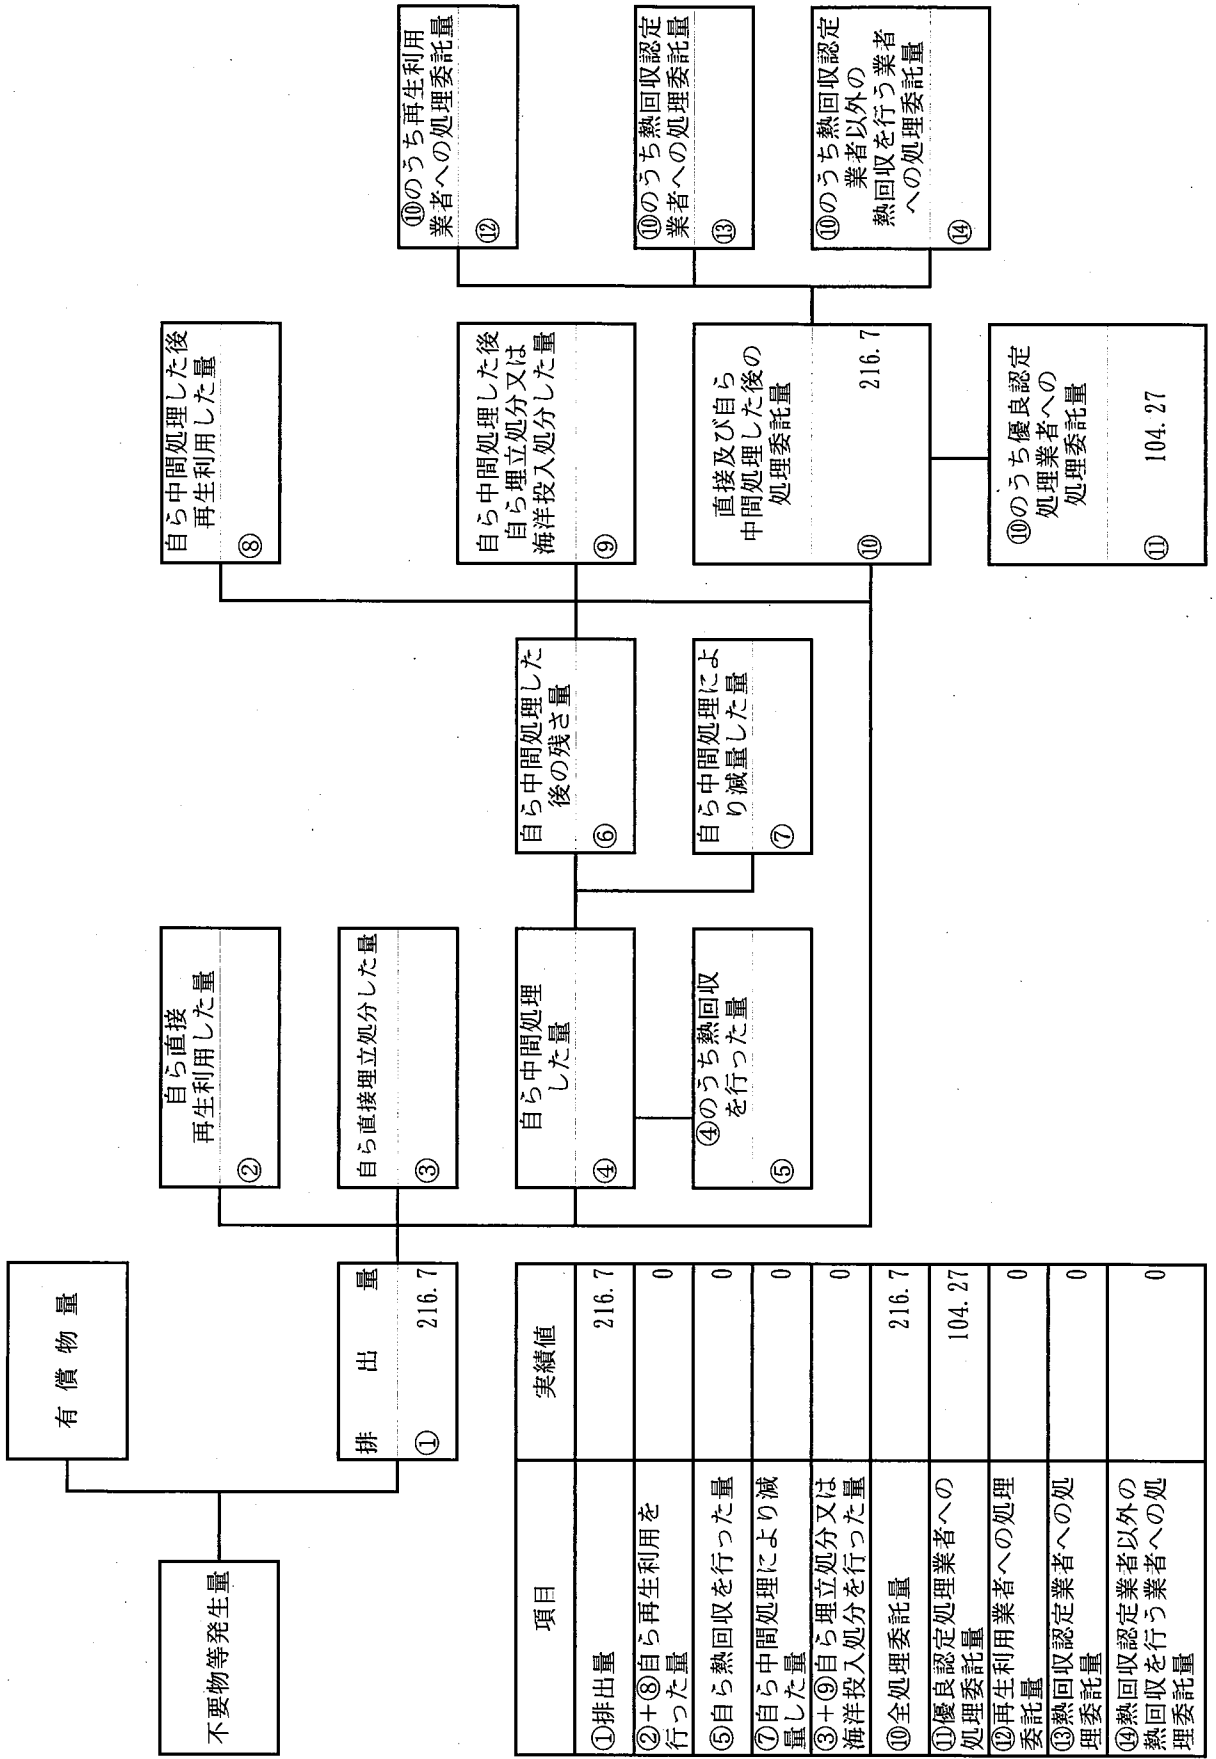 不要物等発生量
有償物量
排出量
① 216.7
自ら直接
再生利用した量
②
自ら直接埋立処分した量
③
自ら中間処理
した量
④
④のうち熱回収
を行った量
⑤
自ら中間処理した
後の残さ量
⑥
自ら中間処理によ
り減量した量
⑦
自ら中間処理した後
再生利用した量
⑧
自ら中間処理した後
自ら埋立処分又は
海洋投入処分した量
⑨
直接及び自ら
中間処理した後の
処理委託量
⑩ 216.7
⑩のうち優良認定
処理業者への
処理委託量
⑪ 104.27
⑩のうち再生利用
業者への処理委託量
⑫
⑩のうち熱回収認定
業者への処理委託量
⑬
⑩のうち熱回収認定
業者以外の
熱回収を行う業者
への処理委託量
⑭
項目 実績値
①排出量 216.7
②+⑧自ら再生利用を
行った量 0
⑤自ら熱回収を行った量 0
⑦自ら中間処理により減
量した量 0
③+⑨自ら埋立処分又は
海洋投入処分を行った量 0
⑩全処理委託量 216.7
⑪優良認定処理業者への
処理委託量 104.27
⑫再生利用業者への処理
委託量 0
⑬熱回収認定業者への処
理委託量 0
⑭熱回収認定業者以外の
熱回収を行う業者への処
理委託量 0